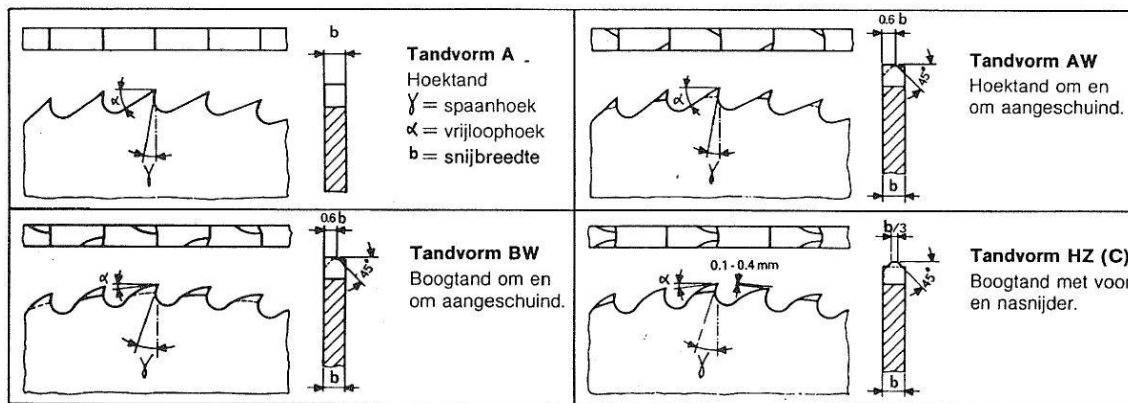 b
Tandvorm A
Hoektand
γ = spaanhoek
α = vrijloophoek
b = snijbreedte
α
γ
0.6 b
Tandvorm AW
Hoektand om en
om aangeschuind.
45°
α
γ
b
0.6 b
Tandvorm BW
Boogtand om en
om aangeschuind.
45°
α
γ
b
b/3
Tandvorm HZ (C)
Boogtand met voor
en nasnijder.
0.1 - 0.4 mm
45°
α
γ
b